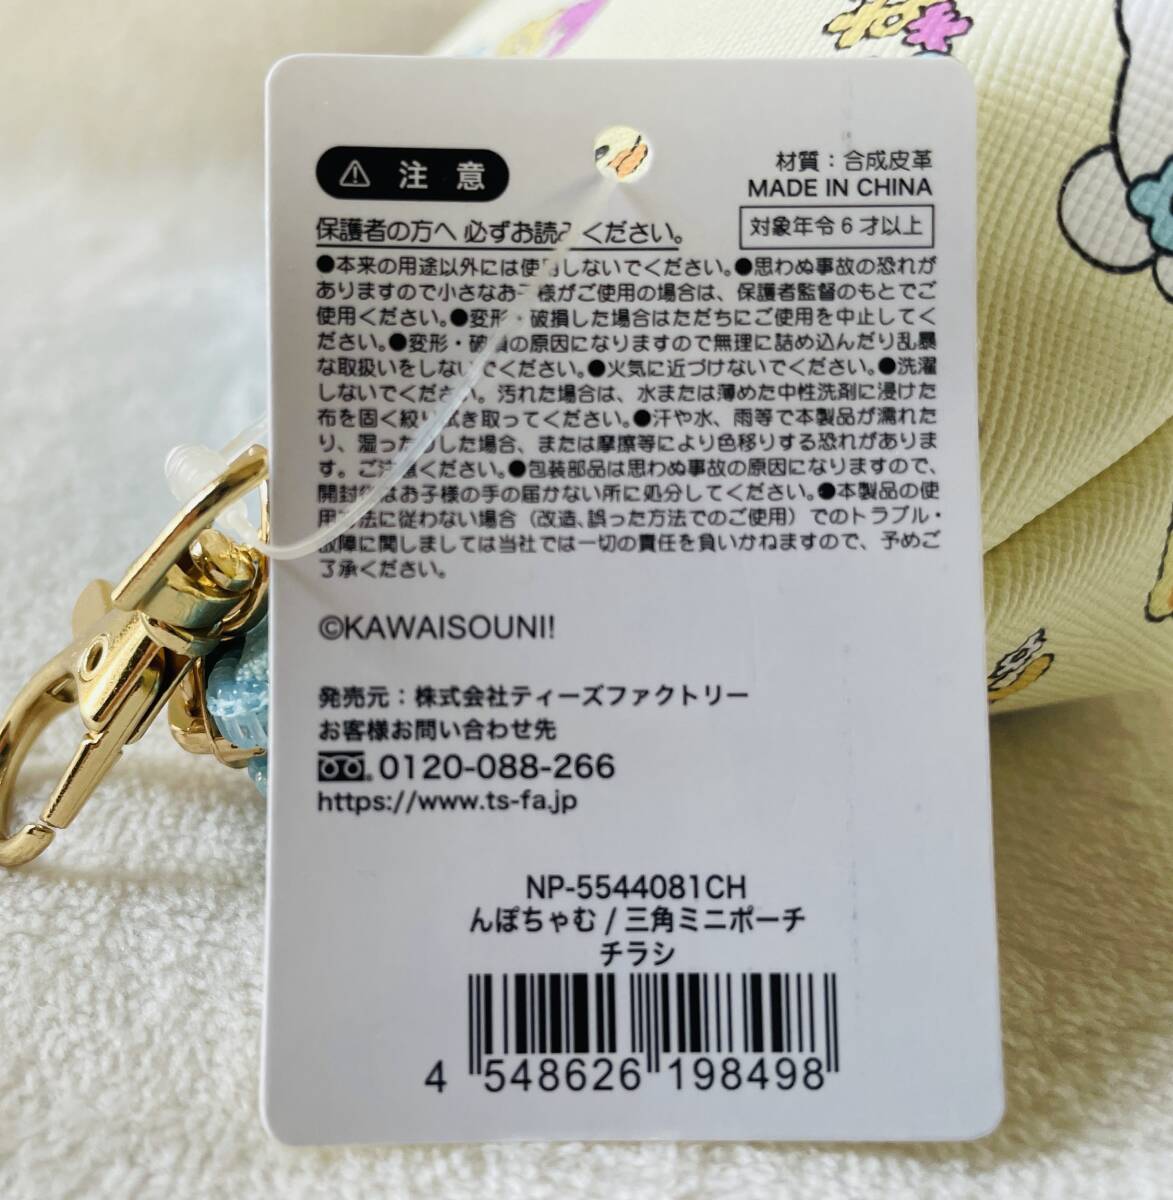 ⚠ 注意
材質：合成皮革
MADE IN CHINA
対象年令6才以上
保護者の方へ 必ずお読みください。
●本来の用途以外には使用しないでください。●思わぬ事故の恐れが
ありますので小さなお子様がご使用の場合は、保護者監督のもとでご
使用ください。●変形・破損した場合はただちにご使用を中止してく
ださい。●変形・破損の原因になりますので無理に詰め込んだり乱暴
な取扱いをしないでください。●火気に近づけないでください。●洗濯
しないでください。汚れた場合は、水または薄めた中性洗剤に浸けた
布を固く絞り拭き取ってください。●汗や水、雨等で本製品が濡れた
り、湿ったりした場合、または摩擦等により色移りする恐れがありま
す。ご注意ください。●包装部品は思わぬ事故の原因になりますので、
開封後はお子様の手の届かない所に処分してください。●本製品の使
用方法に従わない場合（改造、誤った方法でのご使用）でのトラブル・
故障に関しましては当社では一切の責任を負いかねますので、予めご
了承ください。
©KAWAISOUNI!
発売元：株式会社ティーズファクトリー
お客様お問い合わせ先
0120-088-266
https://www.ts-fa.jp
NP-5544081CH
んぽちゃむ / 三角ミニポーチ
チラシ
4 548626 198498